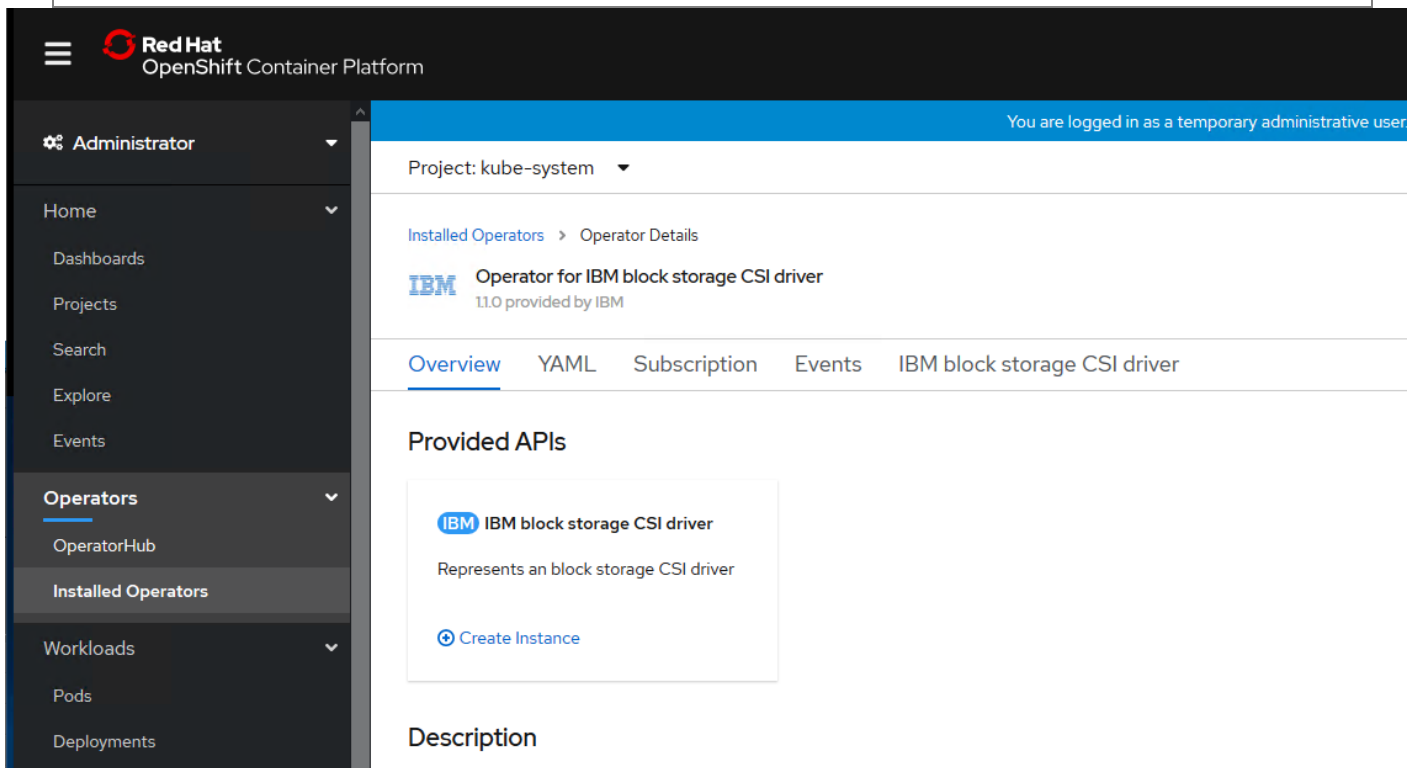 Red Hat
OpenShift Container Platform
Administrator
Home
Dashboards
Projects
Search
Explore
Events
Operators
OperatorHub
Installed Operators
Workloads
Pods
Deployments
You are logged in as a temporary administrative user.
Project: kube-system
Installed Operators > Operator Details
IBM
Operator for IBM block storage CSI driver
1.1.0 provided by IBM
Overview YAML Subscription Events IBM block storage CSI driver
Provided APIs
IBM IBM block storage CSI driver
Represents an block storage CSI driver
Create Instance
Description